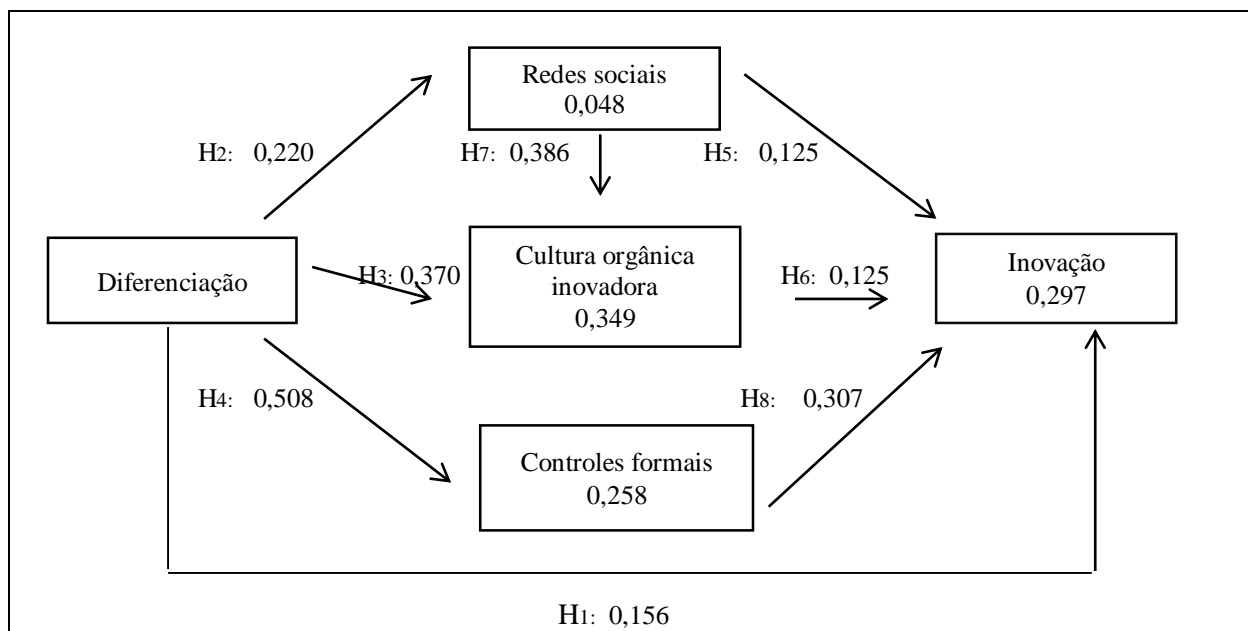 Redes sociais
0,048
H2: 0,220
H7: 0,386
H5: 0,125
Diferenciação
H3: 0,370
Cultura orgânica
inovadora
0,349
H6: 0,125
Inovação
0,297
H4: 0,508
H8: 0,307
Controles formais
0,258
H1: 0,156